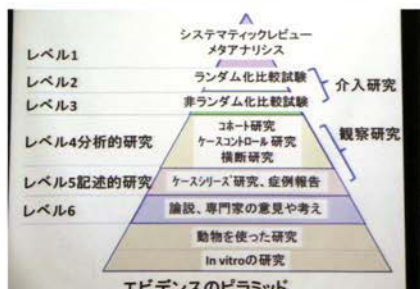 システマティックレビュー
メタアナリシス
レベル1
レベル2
ランダム化比較試験
介入研究
レベル3
非ランダム化比較試験
コホート研究
ケースコントロール研究
横断研究
レベル4分析的研究
観察研究
レベル5記述的研究
ケースシリーズ研究、症例報告
レベル6
論説、専門家の意見や考え
動物を使った研究
In vitroの研究
エビデンスのピラミッド